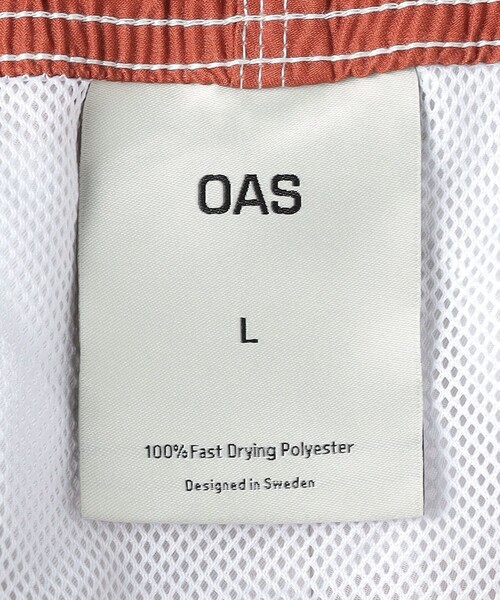 OAS
L
100% Fast Drying Polyester
Designed in Sweden